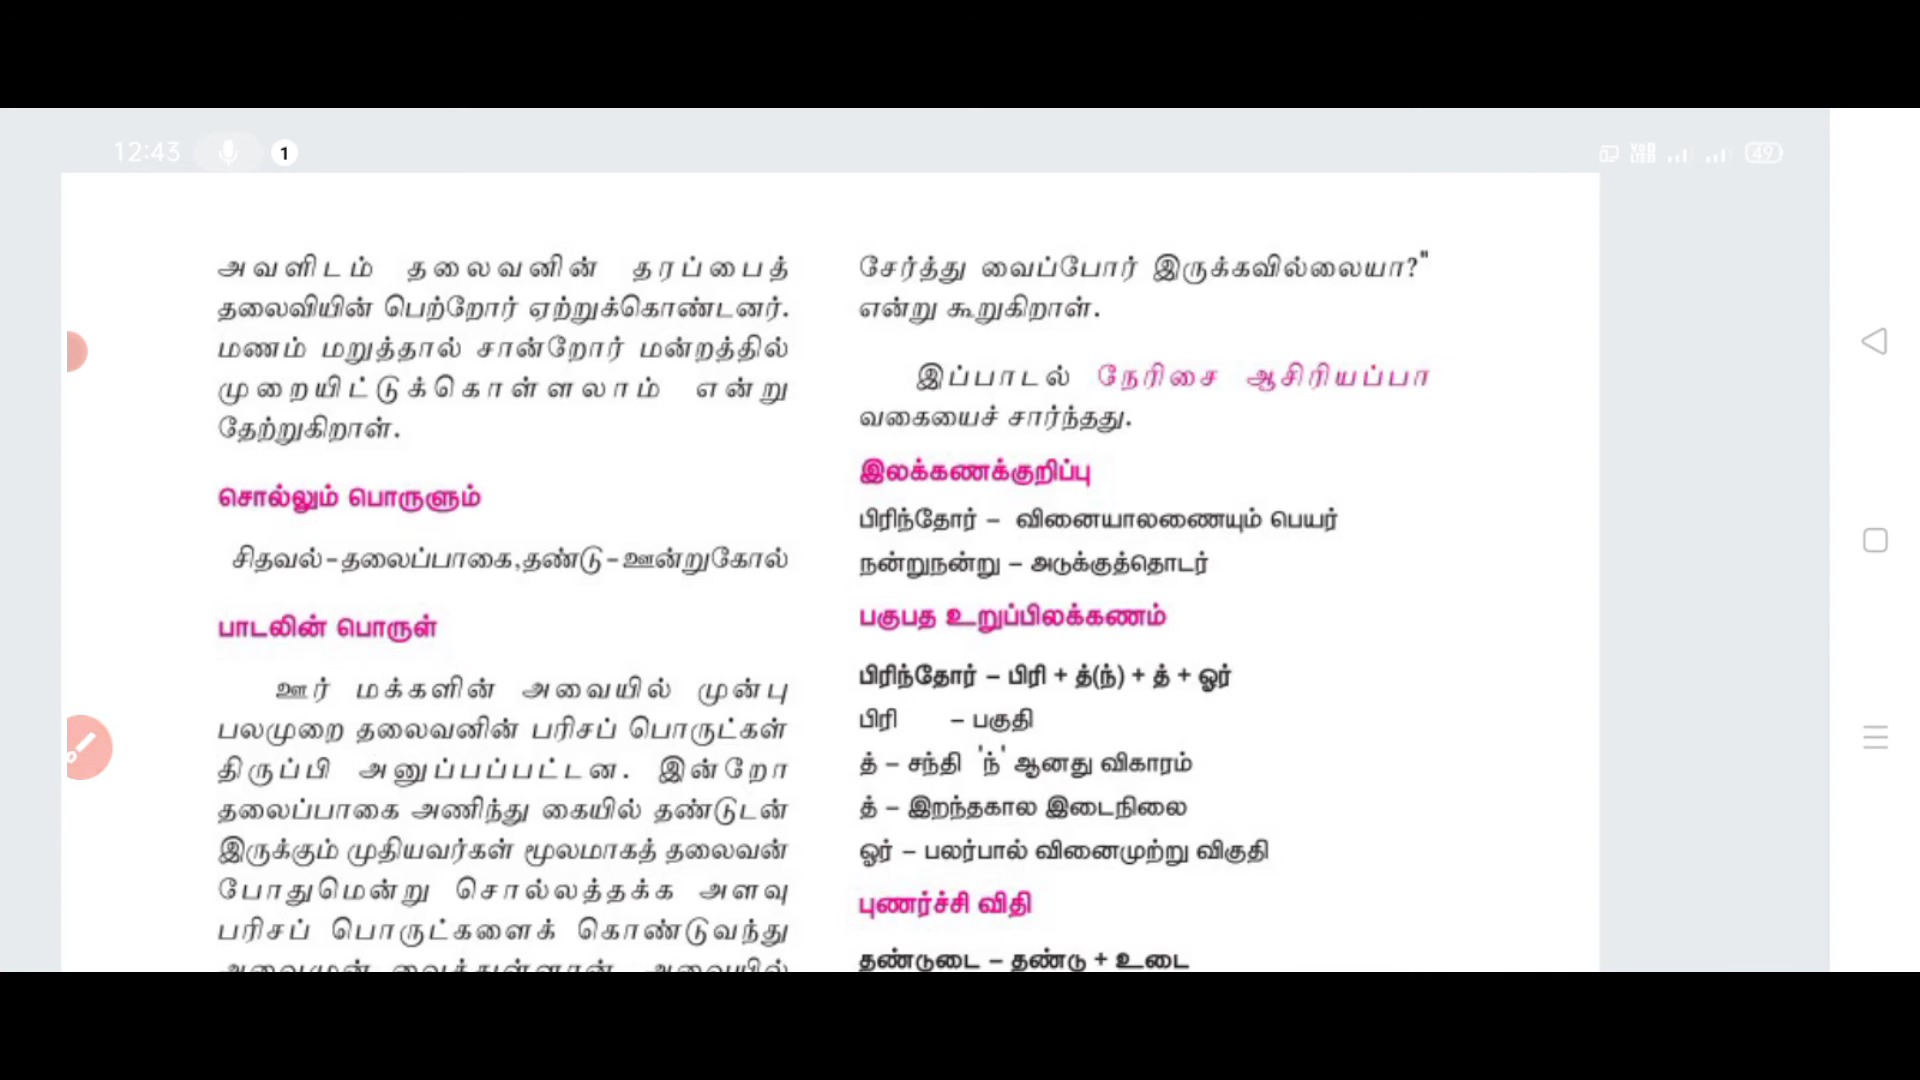 12:43
1
49
அவளிடம் தலைவனின் தரப்பைத்
தலைவியின் பெற்றோர் ஏற்றுக்கொண்டனர்.
மணம் மறுத்தால் சான்றோர் மன்றத்தில்
முறையிட்டுக்கொள்ளலாம் என்று
தேற்றுகிறாள்.
சொல்லும் பொருளும்
சிதவல்-தலைப்பாகை,தண்டு-ஊன்றுகோல்
பாடலின் பொருள்
ஊர் மக்களின் அவையில் முன்பு
பலமுறை தலைவனின் பரிசப் பொருட்கள்
திருப்பி அனுப்பப்பட்டன. இன்றோ
தலைப்பாகை அணிந்து கையில் தண்டுடன்
இருக்கும் முதியவர்கள் மூலமாகத் தலைவன்
போதுமென்று சொல்லத்தக்க அளவு
பரிசப் பொருட்களைக் கொண்டுவந்து
அவைமுன் வைத்துள்ளான். அவையில்
சேர்த்து வைப்போர் இருக்கவில்லையா?"
என்று கூறுகிறாள்.
இப்பாடல் நேரிசை ஆசிரியப்பா
வகையைச் சார்ந்தது.
இலக்கணக்குறிப்பு
பிரிந்தோர் – வினையாலணையும் பெயர்
நன்றுநன்று – அடுக்குத்தொடர்
பகுபத உறுப்பிலக்கணம்
பிரிந்தோர் – பிரி + த்(ந்) + த் + ஓர்
பிரி – பகுதி
த் – சந்தி 'ந்' ஆனது விகாரம்
த் – இறந்தகால இடைநிலை
ஓர் – பலர்பால் வினைமுற்று விகுதி
புணர்ச்சி விதி
தண்டுடை – தண்டு + உடை